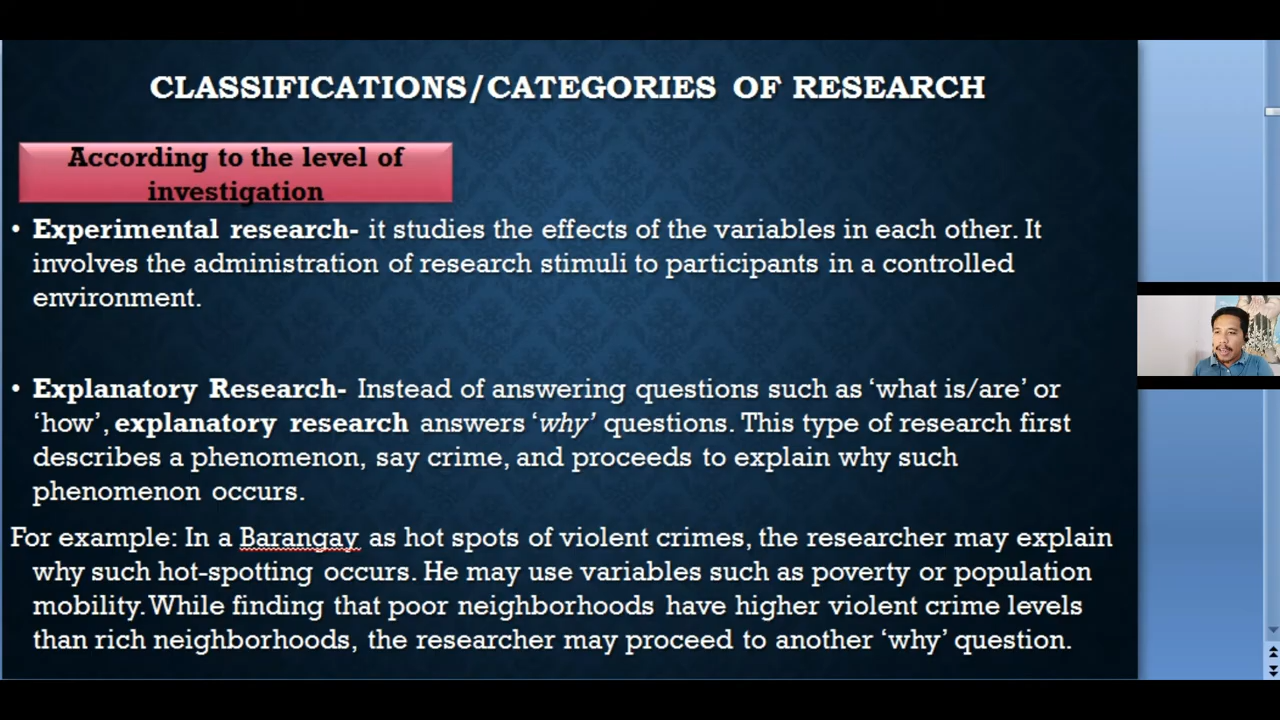 CLASSIFICATIONS/CATEGORIES OF RESEARCH
According to the level of
investigation
• Experimental research- it studies the effects of the variables in each other. It
involves the administration of research stimuli to participants in a controlled
environment.
• Explanatory Research- Instead of answering questions such as ‘what is/are’ or
‘how’, explanatory research answers ‘why’ questions. This type of research first
describes a phenomenon, say crime, and proceeds to explain why such
phenomenon occurs.
For example: In a Barangay as hot spots of violent crimes, the researcher may explain
why such hot-spotting occurs. He may use variables such as poverty or population
mobility. While finding that poor neighborhoods have higher violent crime levels
than rich neighborhoods, the researcher may proceed to another ‘why’ question.